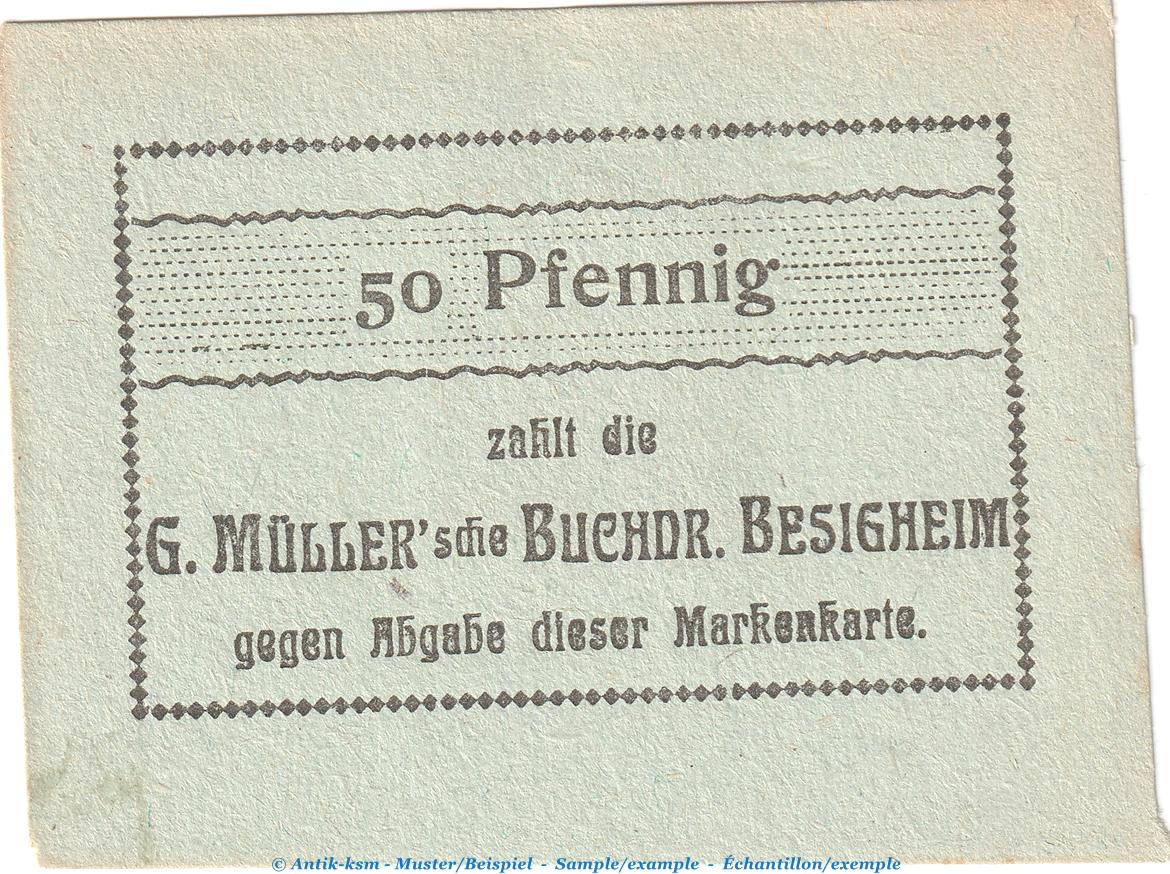 50 Pfennig
zahlt die
G. MÜLLER'sche BUCHDR. BESIGHEIM
gegen Abgabe dieser Markenkarte.
© Antik-ksm - Muster/Beispiel - Sample/example - Échantillon/exemple